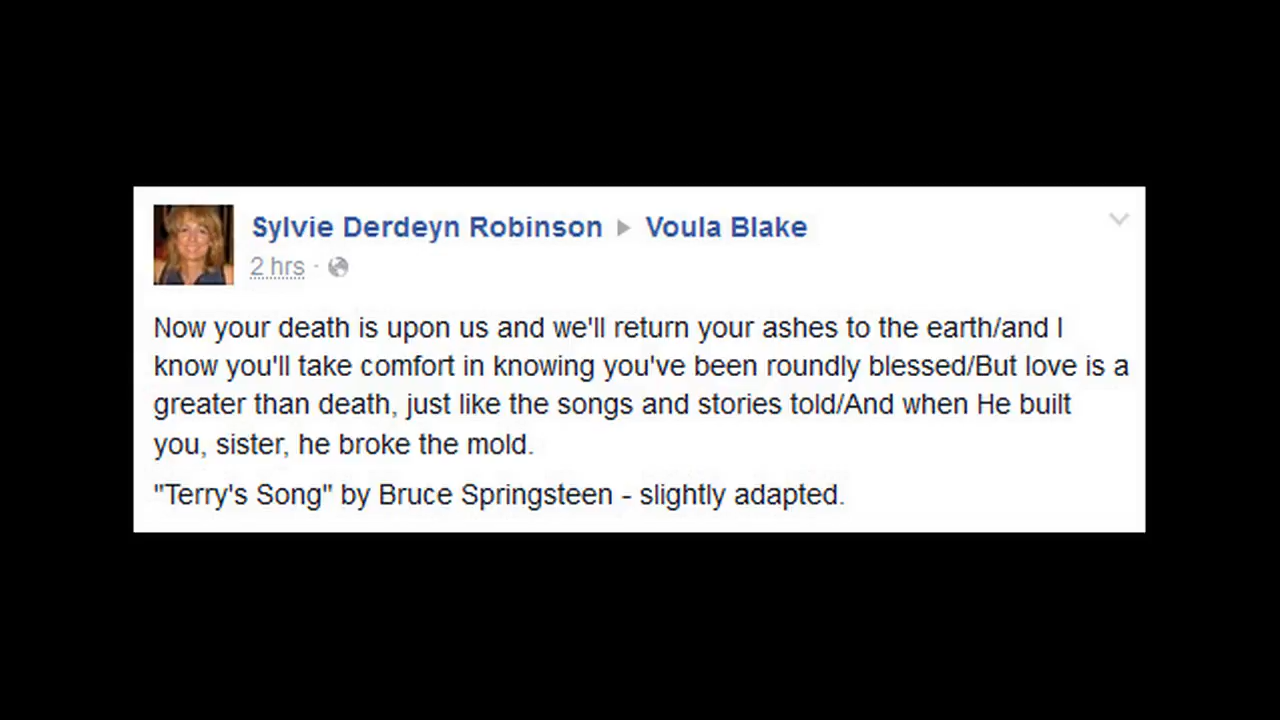 Sylvie Derdeyn Robinson ▶ Voula Blake
2 hrs ·
Now your death is upon us and we'll return your ashes to the earth/and I
know you'll take comfort in knowing you've been roundly blessed/But love is a
greater than death, just like the songs and stories told/And when He built
you, sister, he broke the mold.
"Terry's Song" by Bruce Springsteen - slightly adapted.